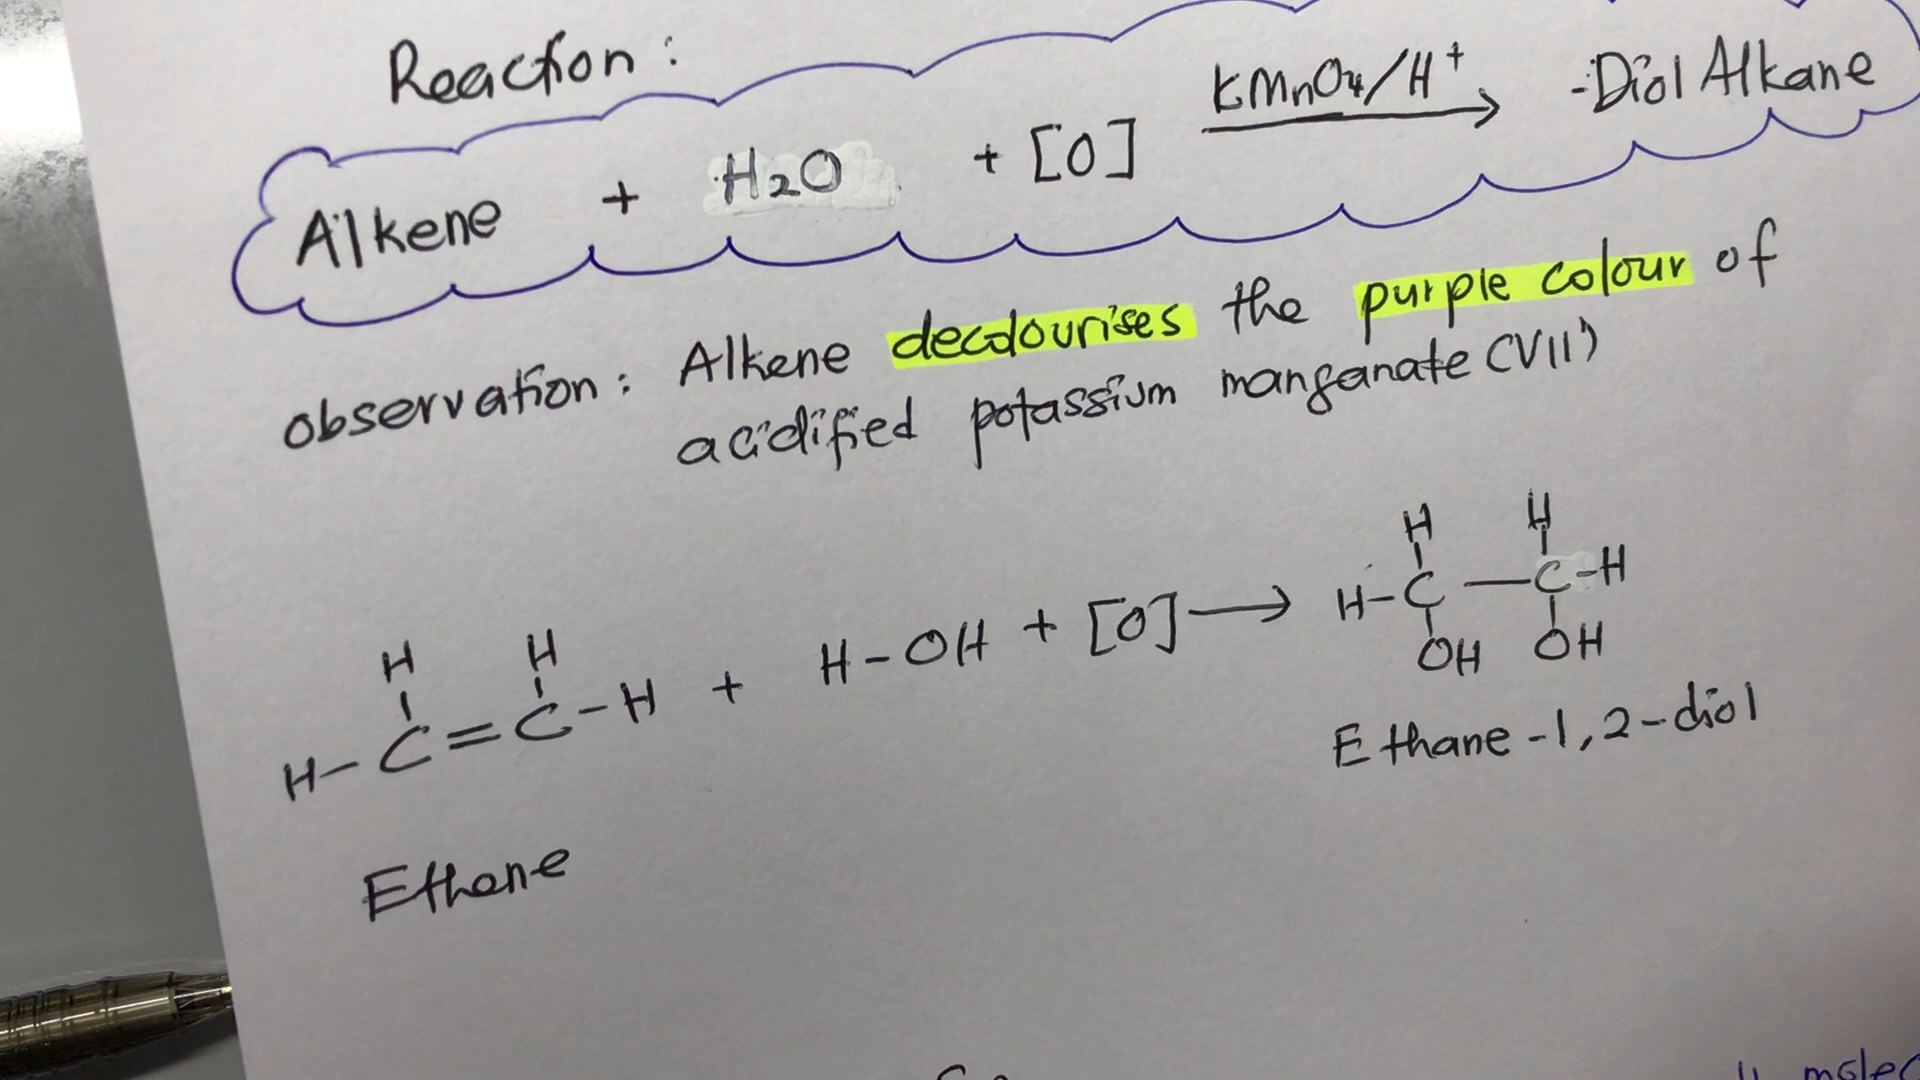 Reaction:
Alkene + H2O + [O] KMnO4/H+ → -Diol Alkane
observation: Alkene decolourises the purple colour of
acidified potassium manganate (VII)
H H
H-C=C-H + H-OH + [O] → H-C-C-H
H H
OH OH
Ethane-1,2-diol
Ethene